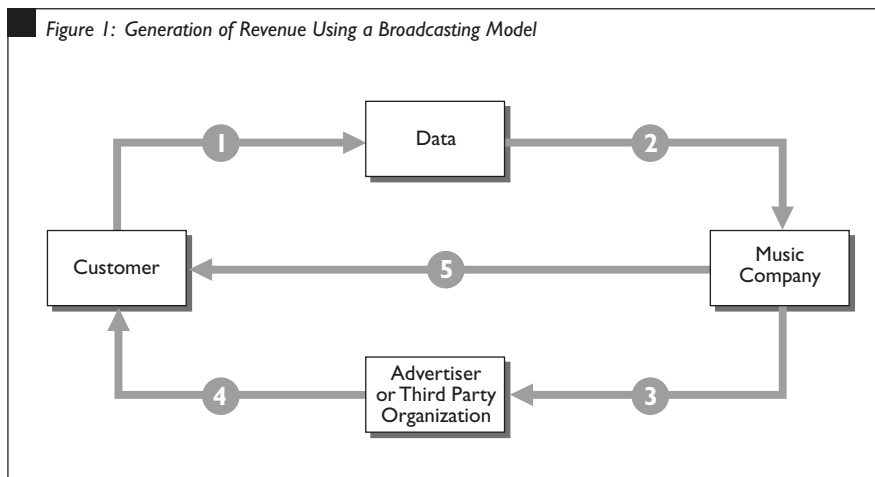 Figure 1: Generation of Revenue Using a Broadcasting Model
1
Data
2
Customer
5
Music
Company
4
Advertiser
or Third Party
Organization
3